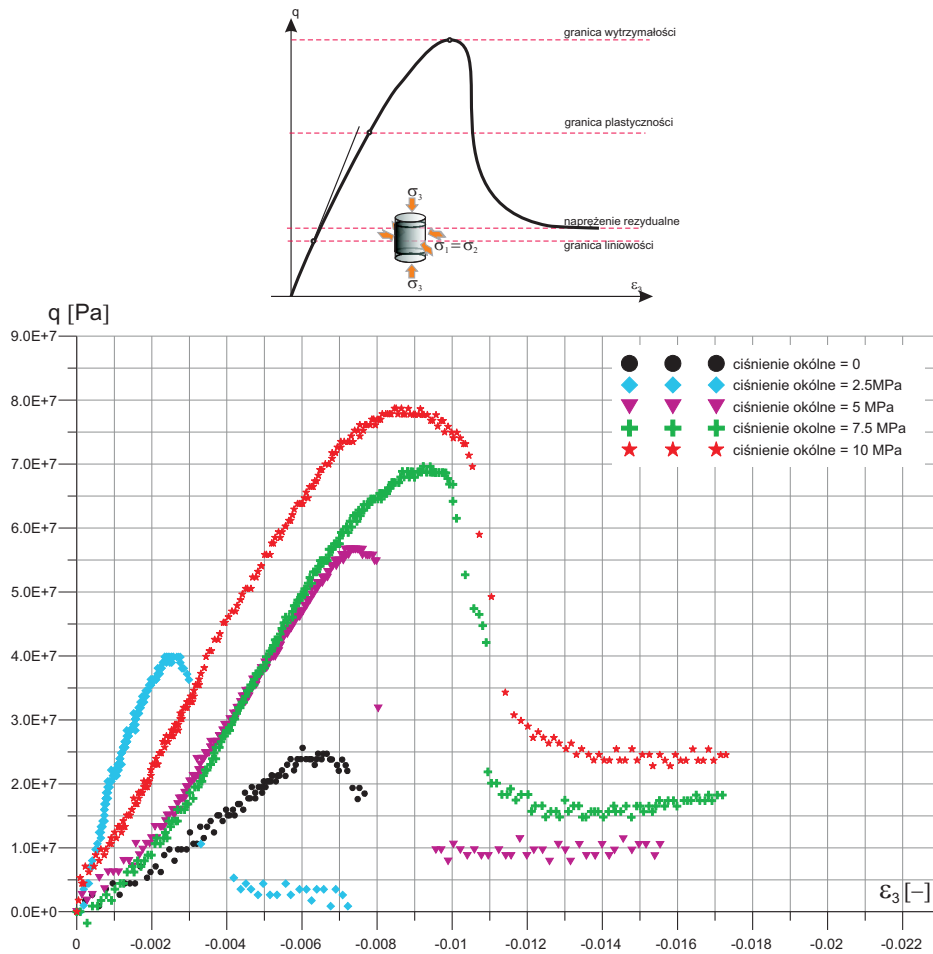 q
granica wytrzymałości
granica plastyczności
naprężenie rezydualne
granica liniowości
σ3
σ1=σ2
σ3
ε3
q [Pa]
9.0E+7
8.0E+7
7.0E+7
6.0E+7
5.0E+7
4.0E+7
3.0E+7
2.0E+7
1.0E+7
0.0E+0
ciśnienie okólne = 0
ciśnienie okólne = 2.5MPa
ciśnienie okólne = 5 MPa
ciśnienie okolne = 7.5 MPa
ciśnienie okólne = 10 MPa
ε3 [–]
0 -0.002 -0.004 -0.006 -0.008 -0.01 -0.012 -0.014 -0.016 -0.018 -0.02 -0.022